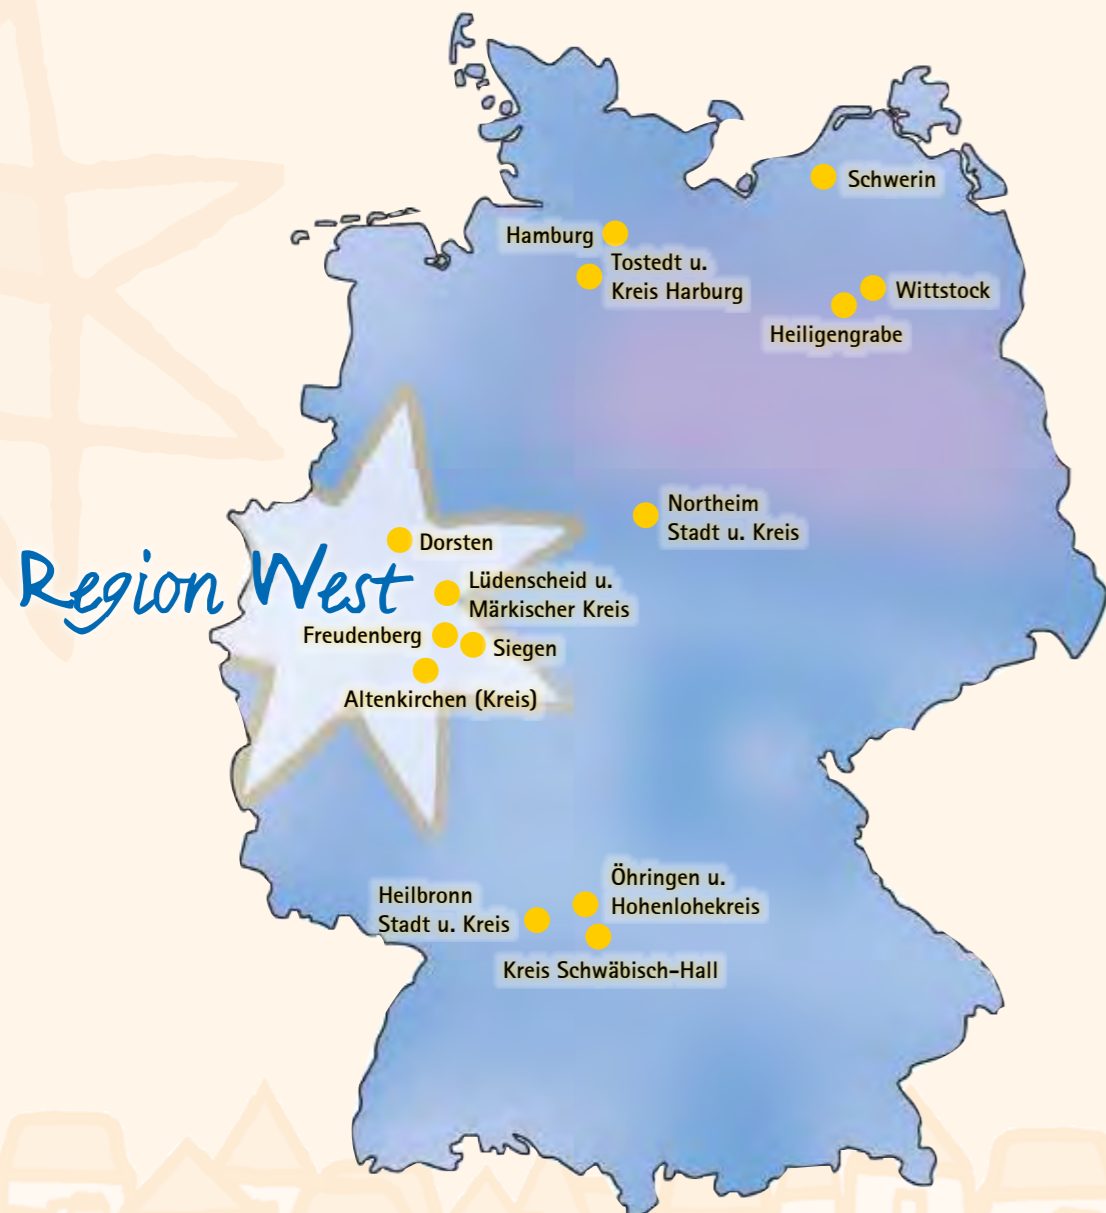 Schwerin
Hamburg
Tostedt u.
Kreis Harburg
Wittstock
Heiligengrabe
Northeim
Stadt u. Kreis
Dorsten
Region West
Lüdenscheid u.
Märkischer Kreis
Freudenberg
Siegen
Altenkirchen (Kreis)
Öhringen u.
Hohenlohekreis
Heilbronn
Stadt u. Kreis
Kreis Schwäbisch-Hall